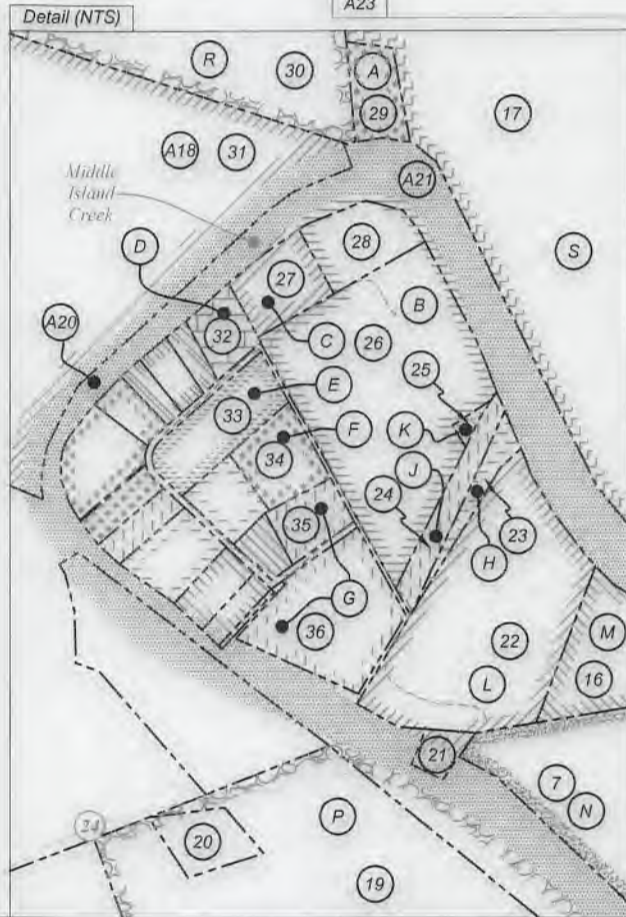 A23
Detail (NTS)
R
30
A
29
17
A18
31
Middle
Island
Creek
A21
D
28
S
27
B
A20
32
C
26
25
E
33
K
F
34
J
24
35
H
23
G
36
22
M
L
16
21
7
N
P
24
20
19